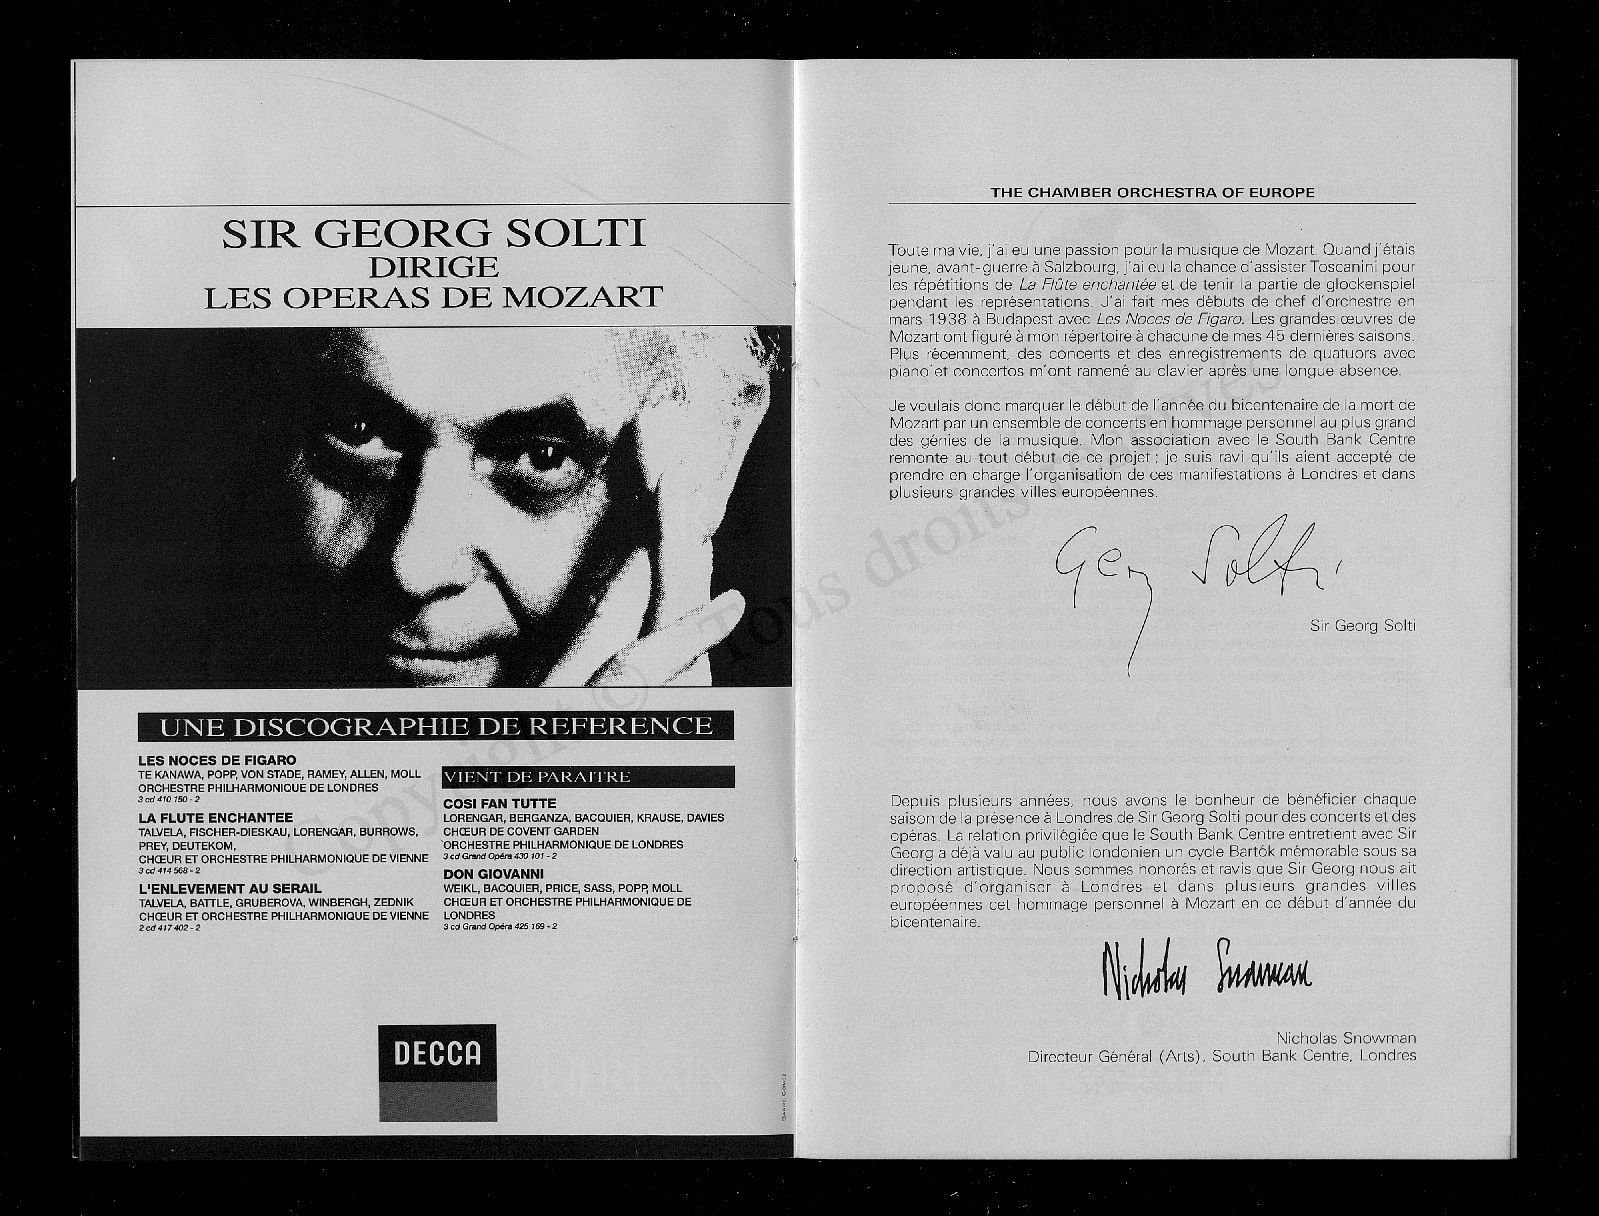 SIR GEORG SOLTI
DIRIGE
LES OPERAS DE MOZART
UNE DISCOGRAPHIE DE REFERENCE
LES NOCES DE FIGARO
TE KANAWA, POPP, VON STADE, RAMEY, ALLEN, MOLL
ORCHESTRE PHILHARMONIQUE DE LONDRES
3 cd 410 150 - 2
LA FLUTE ENCHANTEE
TALVELA, FISCHER-DIESKAU, LORENGAR, BURROWS,
PREY, DEUTEKOM,
CHŒUR ET ORCHESTRE PHILHARMONIQUE DE VIENNE
3 cd 414 568 - 2
L'ENLEVEMENT AU SERAIL
TALVELA, BATTLE, GRUBEROVA, WINBERGH, ZEDNIK
CHŒUR ET ORCHESTRE PHILHARMONIQUE DE VIENNE
2 cd 417 402 - 2
VIENT DE PARAITRE
COSI FAN TUTTE
LORENGAR, BERGANZA, BACQUIER, KRAUSE, DAVIES
CHŒUR DE COVENT GARDEN
ORCHESTRE PHILHARMONIQUE DE LONDRES
3 cd Grand Opéra 430 101 - 2
DON GIOVANNI
WEIKL, BACQUIER, PRICE, SASS, POPP, MOLL
CHŒUR ET ORCHESTRE PHILHARMONIQUE DE
LONDRES
3 cd Grand Opéra 425 169 - 2
DECCA
THE CHAMBER ORCHESTRA OF EUROPE
Toute ma vie, j'ai eu une passion pour la musique de Mozart. Quand j'étais
jeune, avant-guerre à Salzbourg, j'ai eu la chance d'assister Toscanini pour
les répétitions de La Flûte enchantée et de tenir la partie de glockenspiel
pendant les représentations. J'ai fait mes débuts de chef d'orchestre en
mars 1938 à Budapest avec Les Noces de Figaro. Les grandes œuvres de
Mozart ont figuré à mon répertoire à chacune de mes 45 dernières saisons.
Plus récemment, des concerts et des enregistrements de quatuors avec
piano et concertos m'ont ramené au clavier après une longue absence.
Je voulais donc marquer le début de l'année du bicentenaire de la mort de
Mozart par un ensemble de concerts en hommage personnel au plus grand
des génies de la musique. Mon association avec le South Bank Centre
remonte au tout début de ce projet ; je suis ravi qu'ils aient accepté de
prendre en charge l'organisation de ces manifestations à Londres et dans
plusieurs grandes villes européennes.
Georg Solti
Sir Georg Solti
Depuis plusieurs années, nous avons le bonheur de bénéficier chaque
saison de la présence à Londres de Sir Georg Solti pour des concerts et des
opéras. La relation privilégiée que le South Bank Centre entretient avec Sir
Georg a déjà valu au public londonien un cycle Bartók mémorable sous sa
direction artistique. Nous sommes honorés et ravis que Sir Georg nous ait
proposé d'organiser à Londres et dans plusieurs grandes villes
européennes cet hommage personnel à Mozart en ce début d'année du
bicentenaire.
Nicholas Snowman
Nicholas Snowman
Directeur Général (Arts), South Bank Centre, Londres
Copyright © - Tous droits réservés